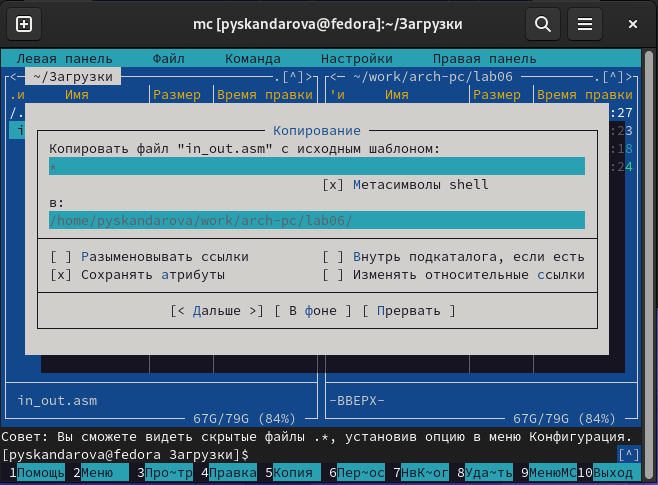 mc [pyskandarova@fedora]:~/Загрузки
Левая панель Файл Команда Настройки Правая панель
<─ ~/Загрузки .[^]> <─ ~/work/arch-pc/lab06 .[^]>
.и Имя Размер Время правки 'и Имя Размер Время правки
/. :27
i :23
:18
:24
Копирование
Копировать файл "in_out.asm" с исходным шаблоном:
*
[x] Метасимволы shell
в:
/home/pyskandarova/work/arch-pc/lab06/
[ ] Разыменовывать ссылки [ ] Внутрь подкаталога, если есть
[x] Сохранять атрибуты [ ] Изменять относительные ссылки
[< Дальше >] [ В фоне ] [ Прервать ]
in_out.asm -ВВЕРХ-
67G/79G (84%) 67G/79G (84%)
Совет: Вы сможете видеть скрытые файлы .*, установив опцию в меню Конфигурация.
[pyskandarova@fedora Загрузки]$ [^]
1Помощь 2Меню 3Про~тр 4Правка 5Копия 6Пер~ос 7НвК~ог 8Уда~ть 9МенюMC 10Выход